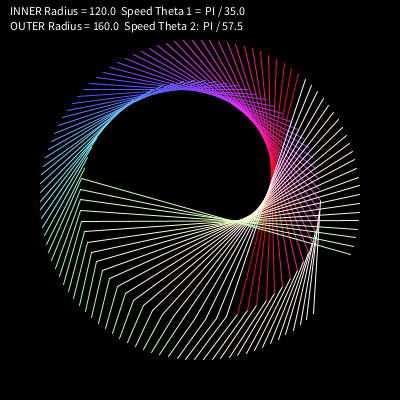 INNER Radius = 120.0  Speed Theta 1 =  PI / 35.0
OUTER Radius = 160.0  Speed Theta 2:  PI / 57.5